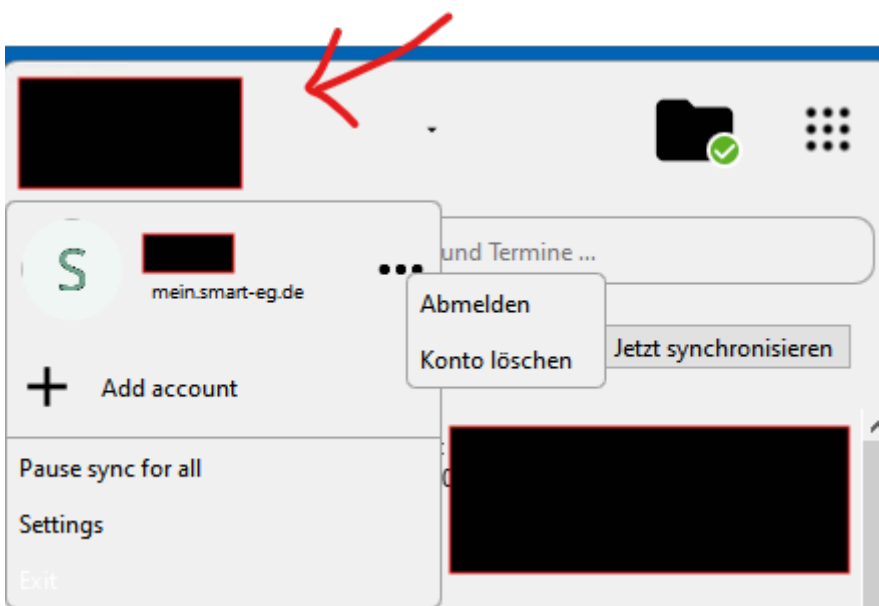 S
mein.smart-eg.de
und Termine ...
Abmelden
Konto löschen
Jetzt synchronisieren
Add account
Pause sync for all
Settings
Exit